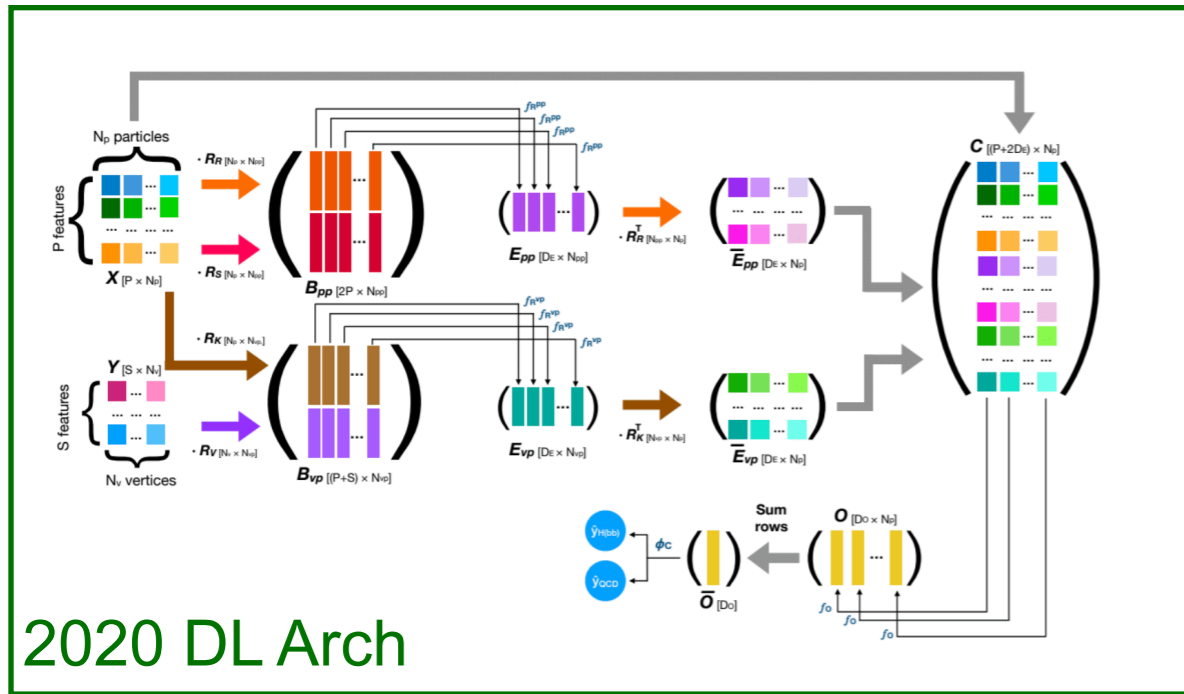 Np particles
P features
X [P × Np]
· RR [Np × Npp]
· RS [Np × Npp]
Bpp [2P × Npp]
fRpp
fRpp
fRpp
fRpp
Epp [DE × Npp]
· RRT [Npp × Np]
E̅pp [DE × Np]
C [(P+2DE) × Np]
Y [S × Nv]
S features
Nv vertices
· RK [Np × Nvp]
· RV [Nv × Nvp]
Bvp [(P+S) × Nvp]
fRvp
fRvp
fRvp
fRvp
Evp [DE × Nvp]
· RKT [Nvp × Np]
E̅vp [DE × Np]
ŷH(bb)
ŷQCD
ϕC
O̅ [DO]
Sum
rows
O [DO × Np]
fO
fO
fO
2020 DL Arch